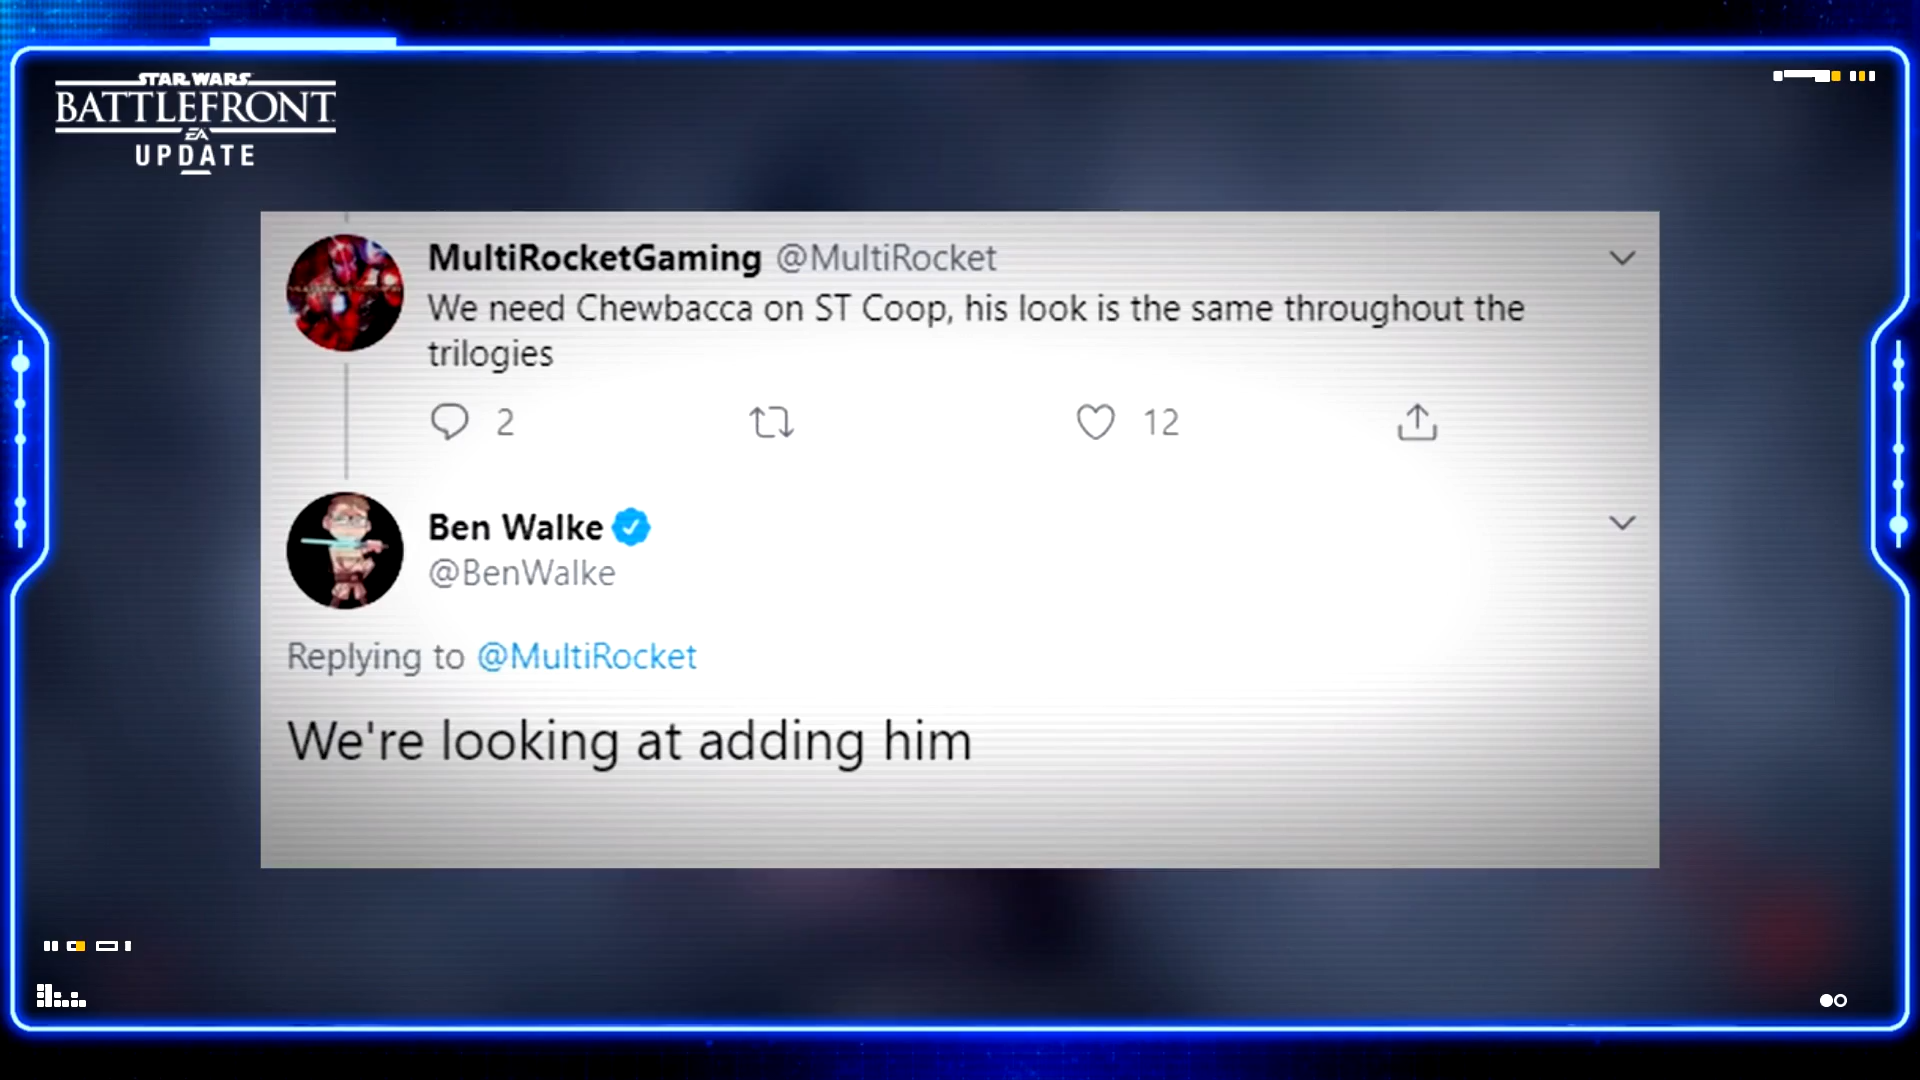 STAR WARS
BATTLEFRONT
EA
UPDATE
MultiRocketGaming @MultiRocket
We need Chewbacca on ST Coop, his look is the same throughout the
trilogies
2 12
Ben Walke
@BenWalke
Replying to @MultiRocket
We're looking at adding him